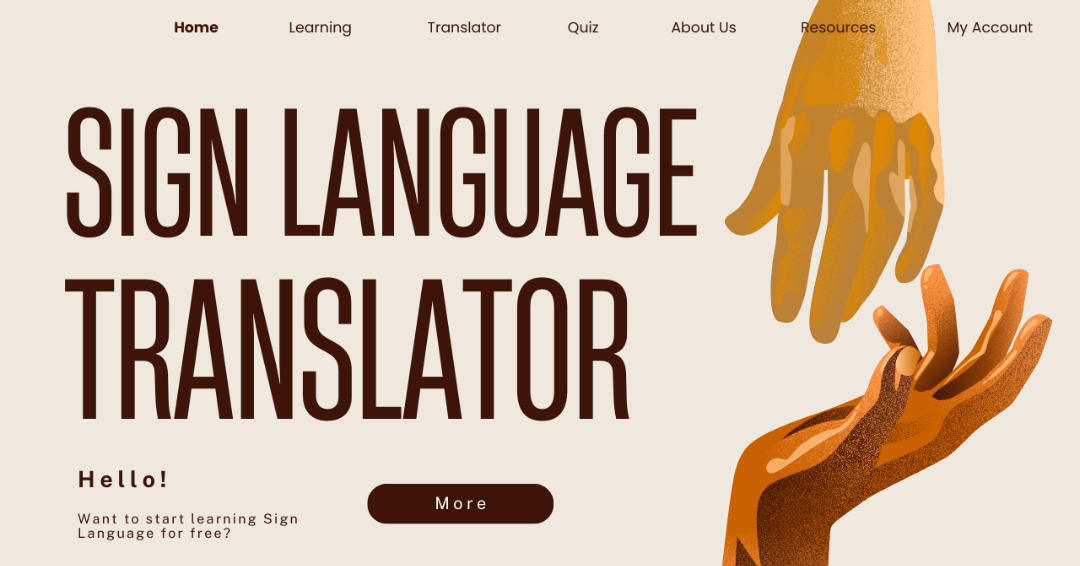 Home Learning Translator Quiz About Us Resources My Account
SIGN LANGUAGE
TRANSLATOR
Hello!
More
Want to start learning Sign
Language for free?